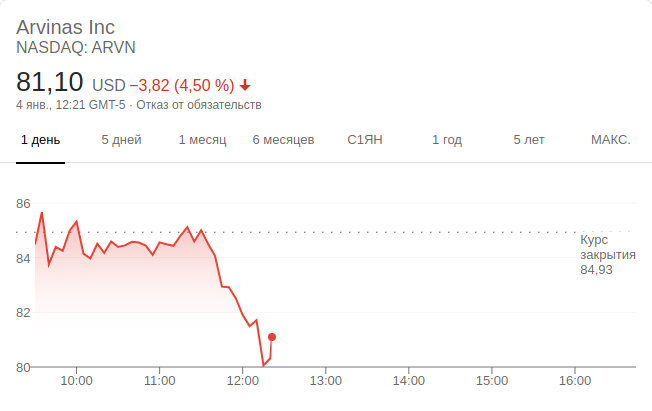 Arvinas Inc
NASDAQ: ARVN
81,10 USD −3,82 (4,50 %)
4 янв., 12:21 GMT-5 · Отказ от обязательств
1 день 5 дней 1 месяц 6 месяцев С1ЯН 1 год 5 лет МАКС.
86
Курс
закрытия
84,93
84
82
80
10:00 11:00 12:00 13:00 14:00 15:00 16:00